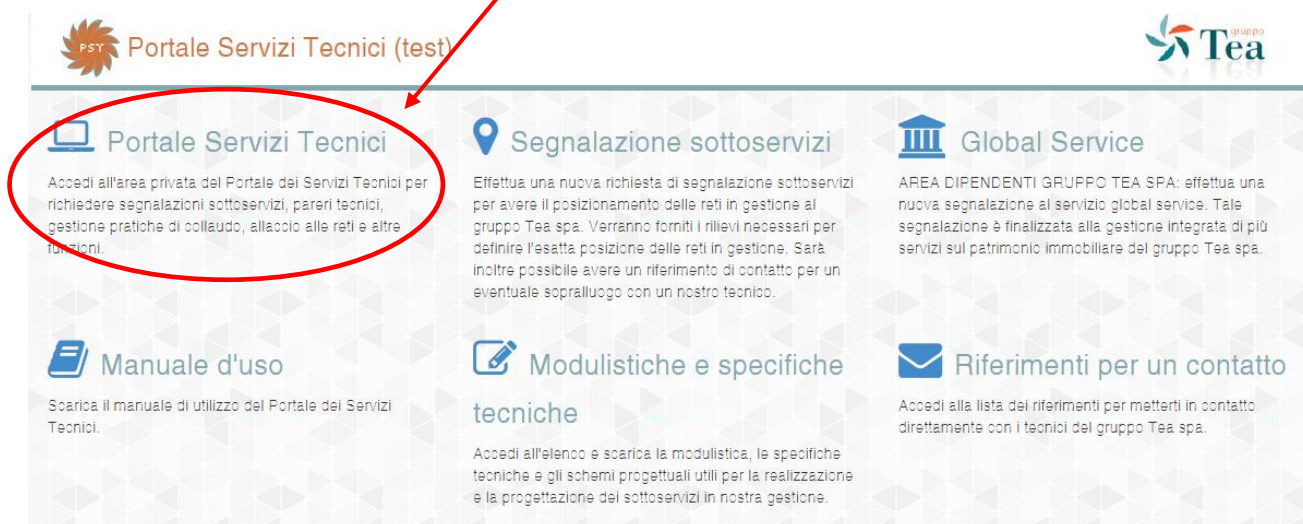 PST Portale Servizi Tecnici (test)
gruppo
Tea
Portale Servizi Tecnici
Accedi all'area privata del Portale dei Servizi Tecnici per
richiedere segnalazioni sottoservizi, pareri tecnici,
gestione pratiche di collaudo, allaccio alle reti e altre
funzioni.
Segnalazione sottoservizi
Effettua una nuova richiesta di segnalazione sottoservizi
per avere il posizionamento delle reti in gestione al
gruppo Tea spa. Verranno forniti i rilievi necessari per
definire l'esatta posizione delle reti in gestione. Sarà
inoltre possibile avere un riferimento di contatto per un
eventuale sopralluogo con un nostro tecnico.
Global Service
AREA DIPENDENTI GRUPPO TEA SPA: effettua una
nuova segnalazione al servizio global service. Tale
segnalazione è finalizzata alla gestione integrata di più
servizi sul patrimonio immobiliare del gruppo Tea spa.
Manuale d'uso
Scarica il manuale di utilizzo del Portale dei Servizi
Tecnici.
Modulistiche e specifiche
tecniche
Accedi all'elenco e scarica la modulistica, le specifiche
tecniche e gli schemi progettuali utili per la realizzazione
e la progettazione dei sottoservizi in nostra gestione.
Riferimenti per un contatto
Accedi alla lista dei riferimenti per metterti in contatto
direttamente con i tecnici del gruppo Tea spa.